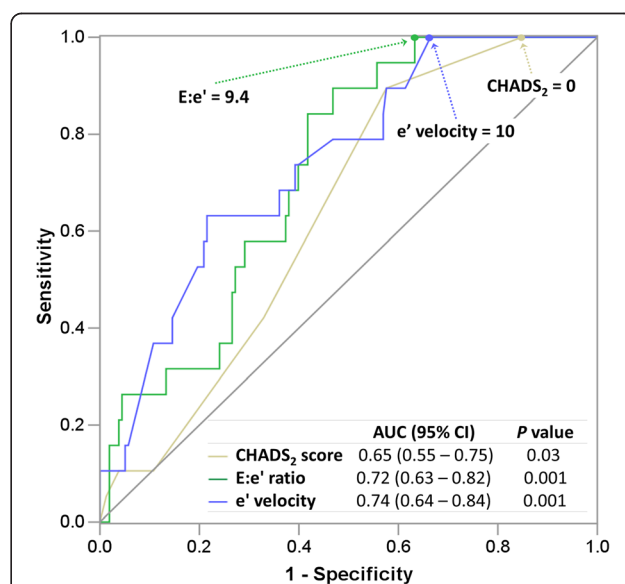 1.0
0.8
0.6
0.4
0.2
0.0
Sensitivity
E:e' = 9.4
CHADS₂ = 0
e’ velocity = 10
AUC (95% CI) P value
CHADS₂ score 0.65 (0.55 – 0.75) 0.03
E:e' ratio 0.72 (0.63 – 0.82) 0.001
e' velocity 0.74 (0.64 – 0.84) 0.001
0.0 0.2 0.4 0.6 0.8 1.0
1 - Specificity